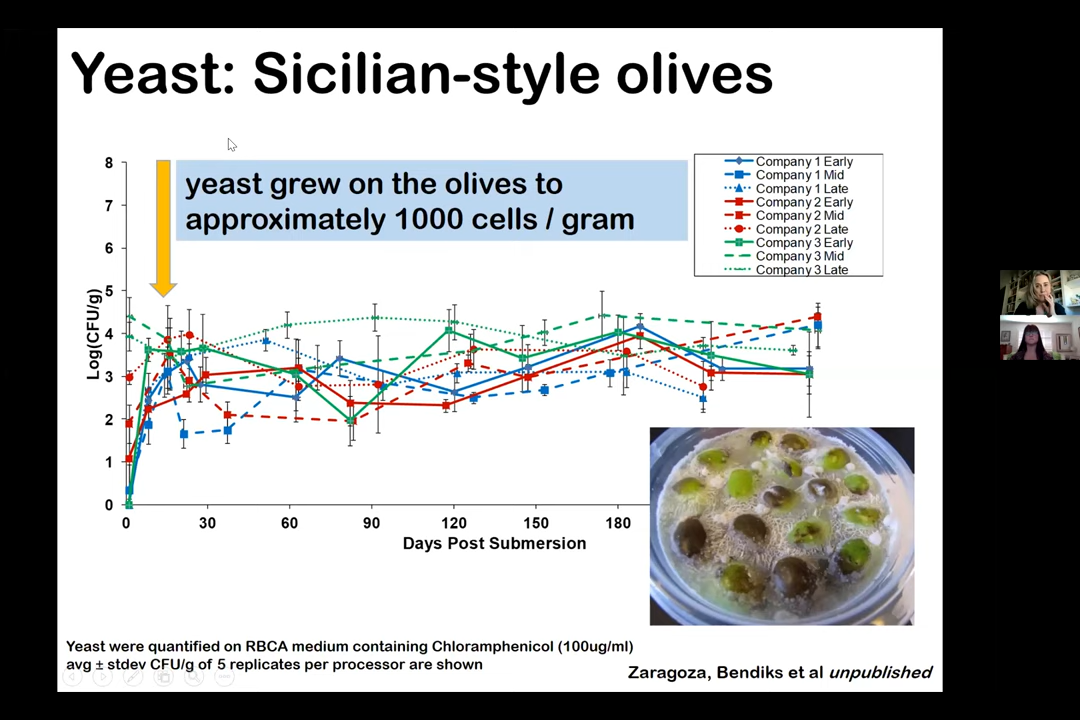 Yeast: Sicilian-style olives
yeast grew on the olives to
approximately 1000 cells / gram
Company 1 Early
Company 1 Mid
Company 1 Late
Company 2 Early
Company 2 Mid
Company 2 Late
Company 3 Early
Company 3 Mid
Company 3 Late
8
7
6
5
4
3
2
1
0
Log(CFU/g)
0 30 60 90 120 150 180
Days Post Submersion
Yeast were quantified on RBCA medium containing Chloramphenicol (100ug/ml)
avg ± stdev CFU/g of 5 replicates per processor are shown
Zaragoza, Bendiks et al unpublished